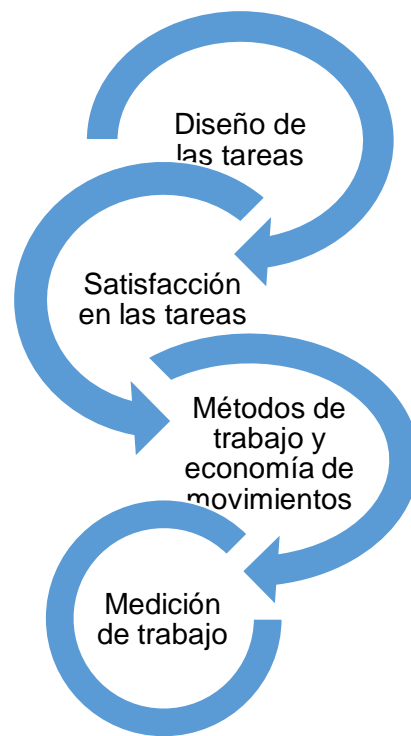 Diseño de
las tareas
Satisfacción
en las tareas
Métodos de
trabajo y
economía de
movimientos
Medición
de trabajo